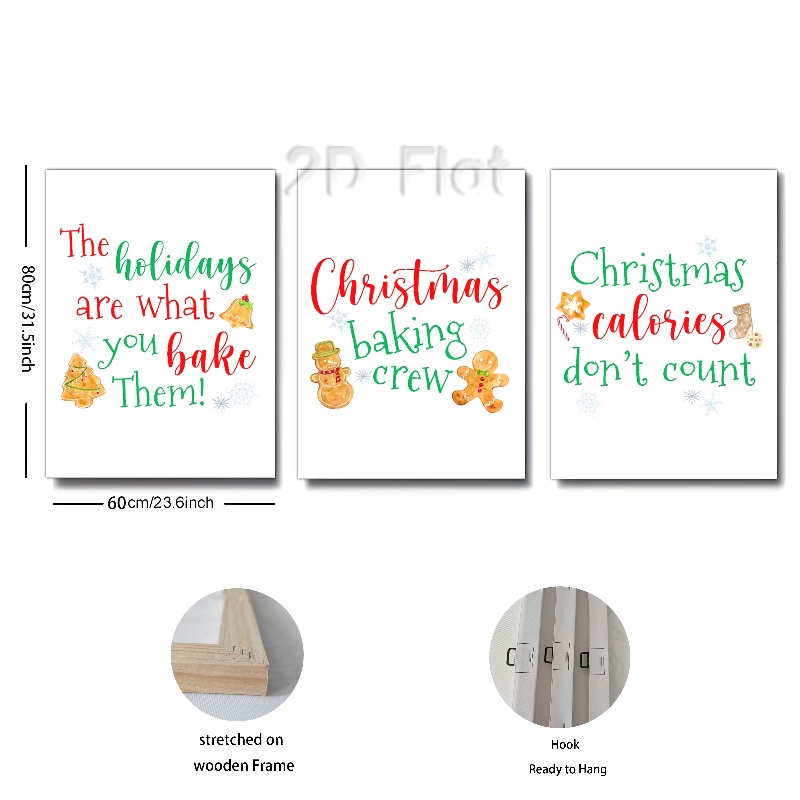 2D Flat
The holidays
are what
you bake
Them!
Christmas
baking
crew
Christmas
calories
don't count
80cm/31.5inch
60cm/23.6inch
stretched on
wooden Frame
Hook
Ready to Hang